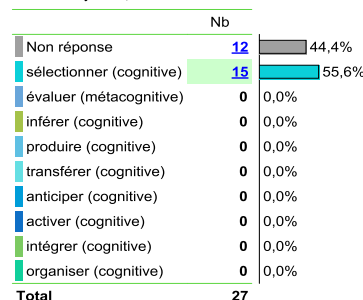 Nb
Non réponse 12 44,4%
sélectionner (cognitive) 15 55,6%
évaluer (métacognitive) 0 0,0%
inférer (cognitive) 0 0,0%
produire (cognitive) 0 0,0%
transférer (cognitive) 0 0,0%
anticiper (cognitive) 0 0,0%
activer (cognitive) 0 0,0%
intégrer (cognitive) 0 0,0%
organiser (cognitive) 0 0,0%
Total 27